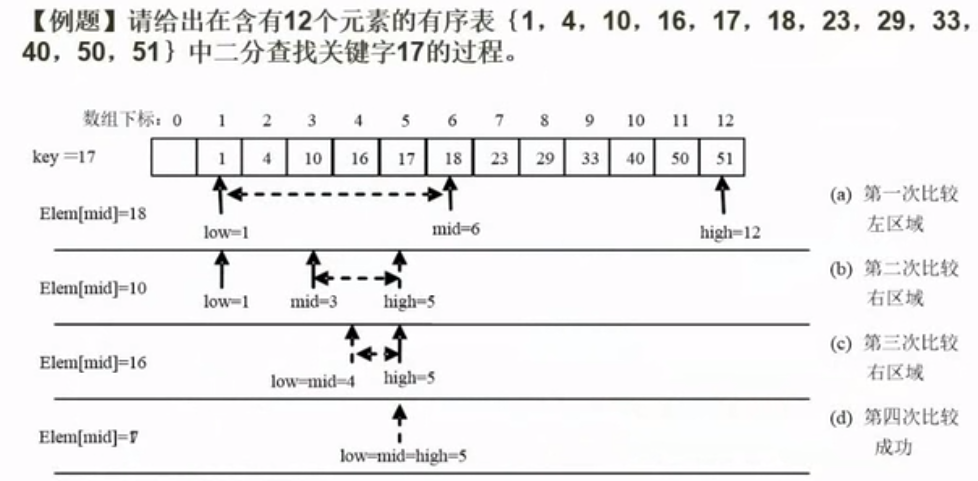 【例题】请给出在含有12个元素的有序表{1，4，10，16，17，18，23，29，33，
40，50，51}中二分查找关键字17的过程。
数组下标：0 1 2 3 4 5 6 7 8 9 10 11 12
key =17 1 4 10 16 17 18 23 29 33 40 50 51
Elem[mid]=18
low=1 mid=6 high=12
(a) 第一次比较
左区域
Elem[mid]=10
low=1 mid=3 high=5
(b) 第二次比较
右区域
Elem[mid]=16
low=mid=4 high=5
(c) 第三次比较
右区域
Elem[mid]=17
low=mid=high=5
(d) 第四次比较
成功